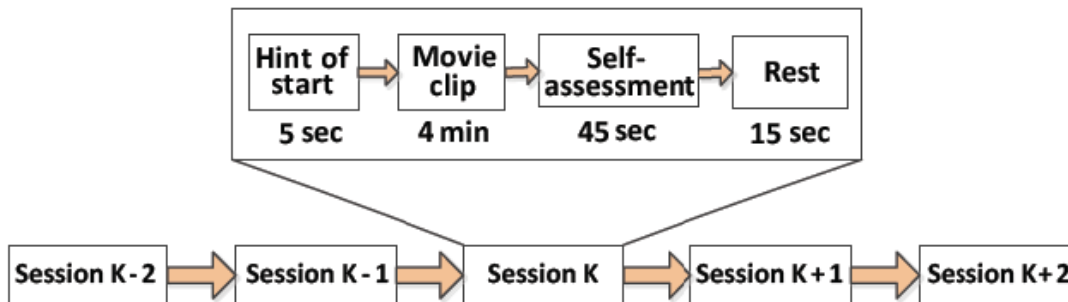 Hint of
start
Movie
clip
Self-
assessment
Rest
5 sec
4 min
45 sec
15 sec
Session K-2
Session K-1
Session K
Session K+1
Session K+2